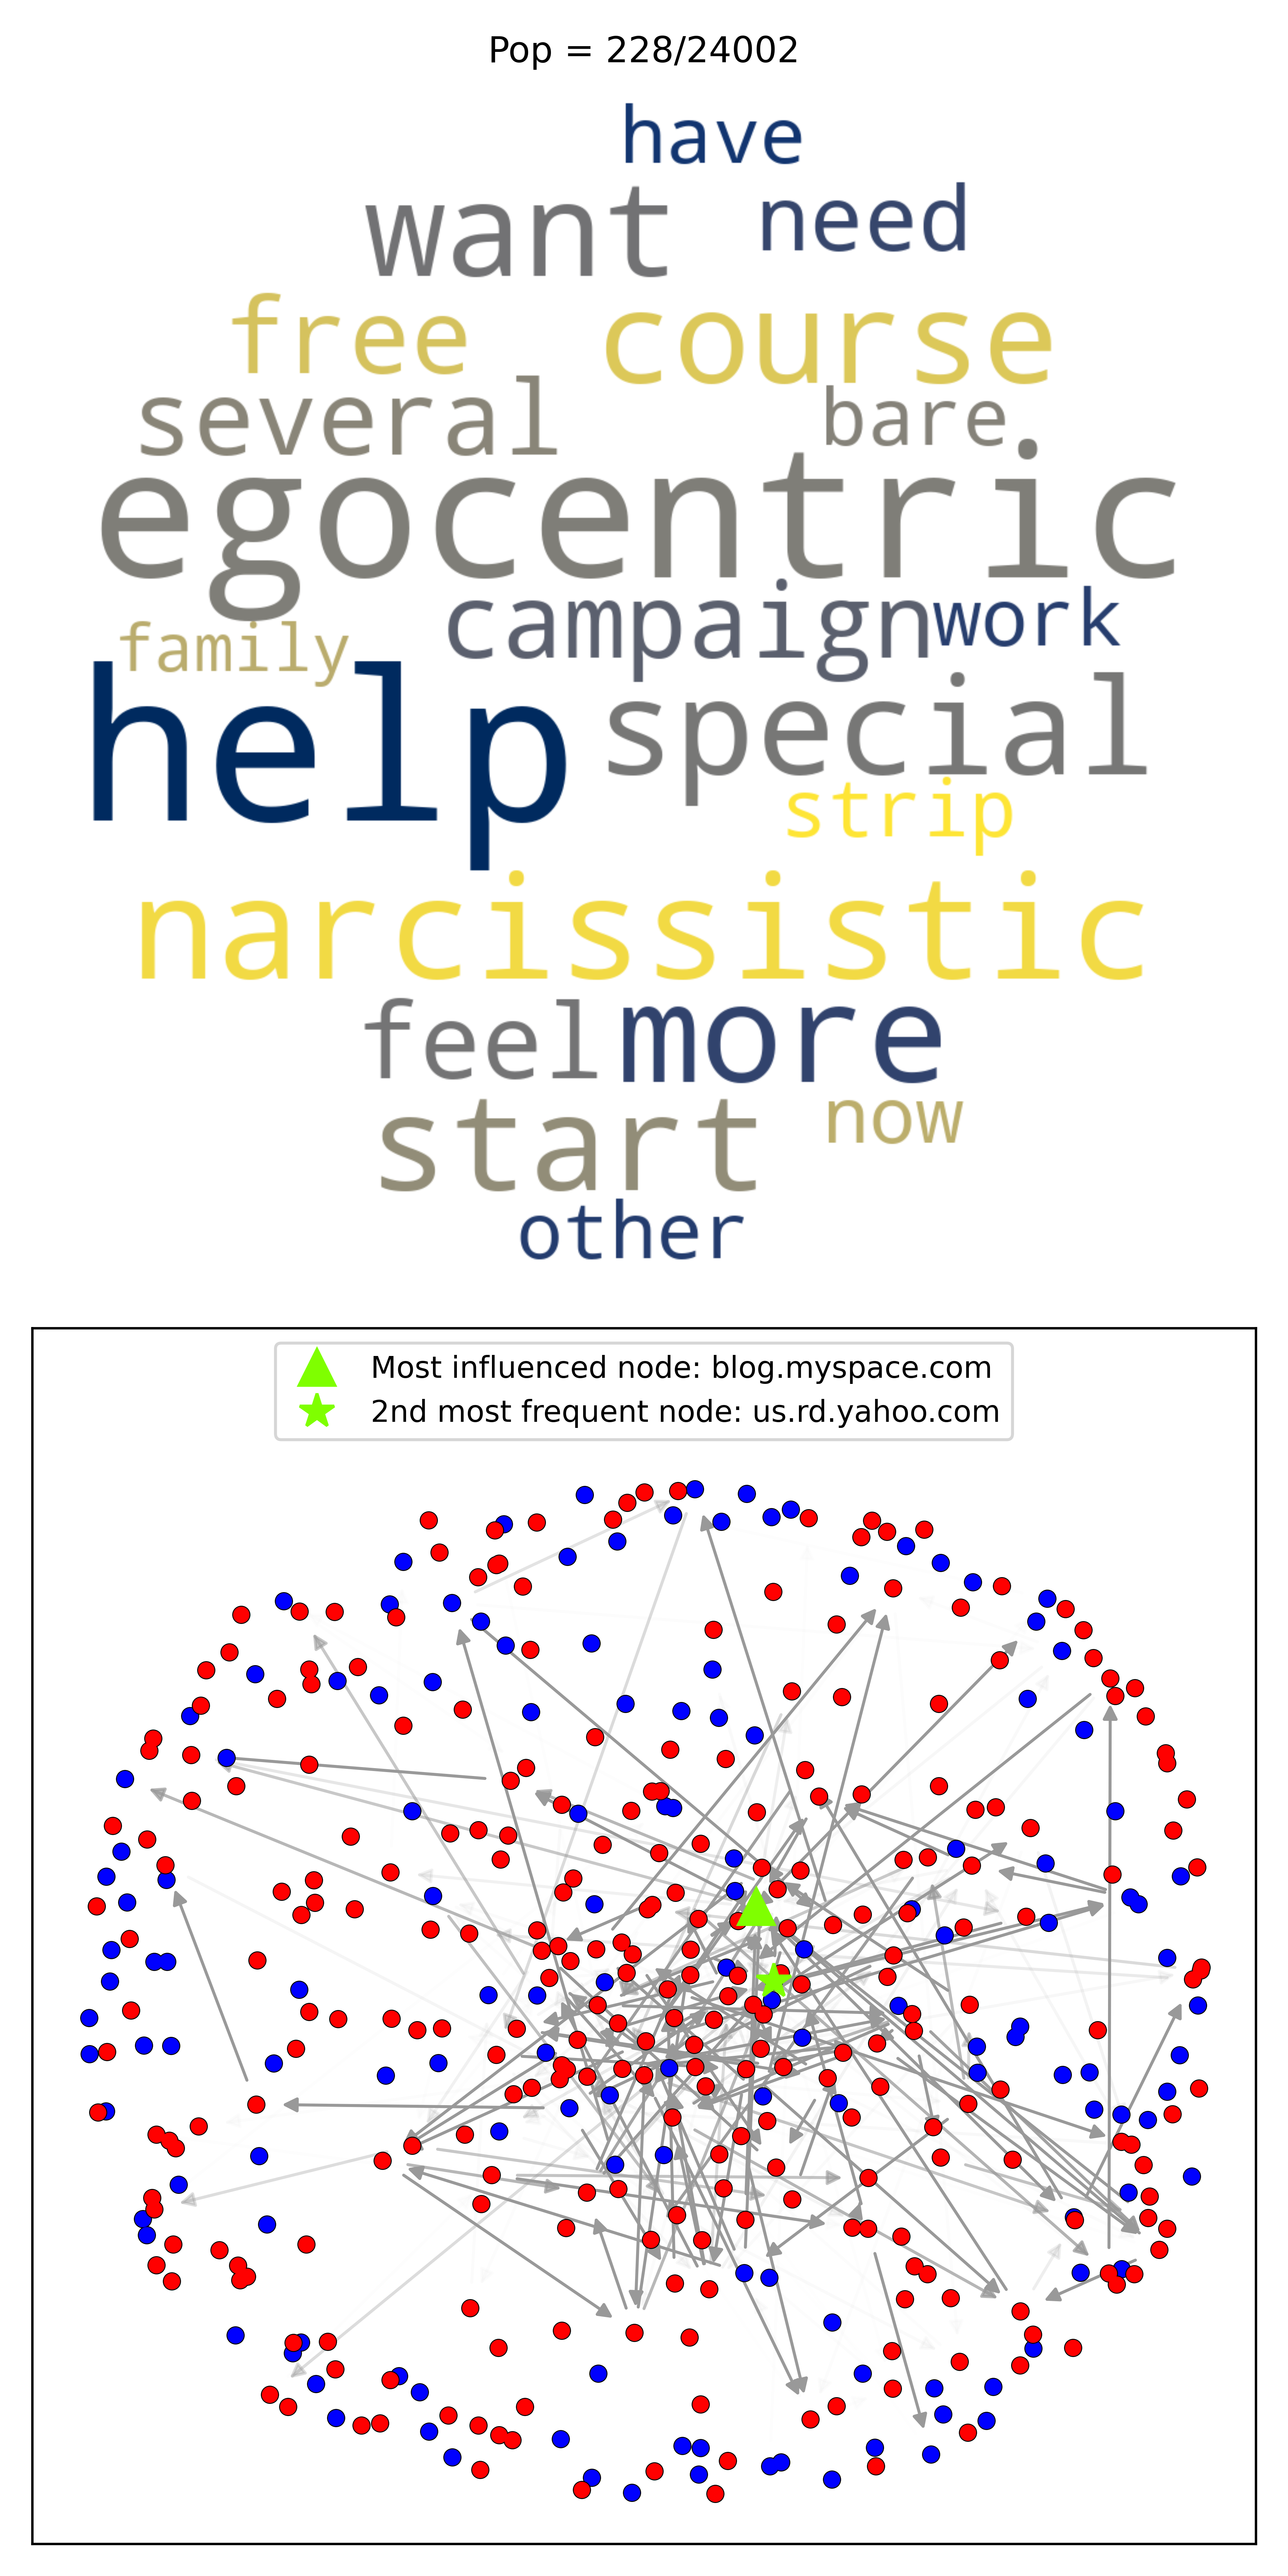 Pop = 228/24002
have
want need
free course
several bare
egocentric
campaign work
family
help special
strip
narcissistic
feel more
start now
other
Most influenced node: blog.myspace.com
2nd most frequent node: us.rd.yahoo.com